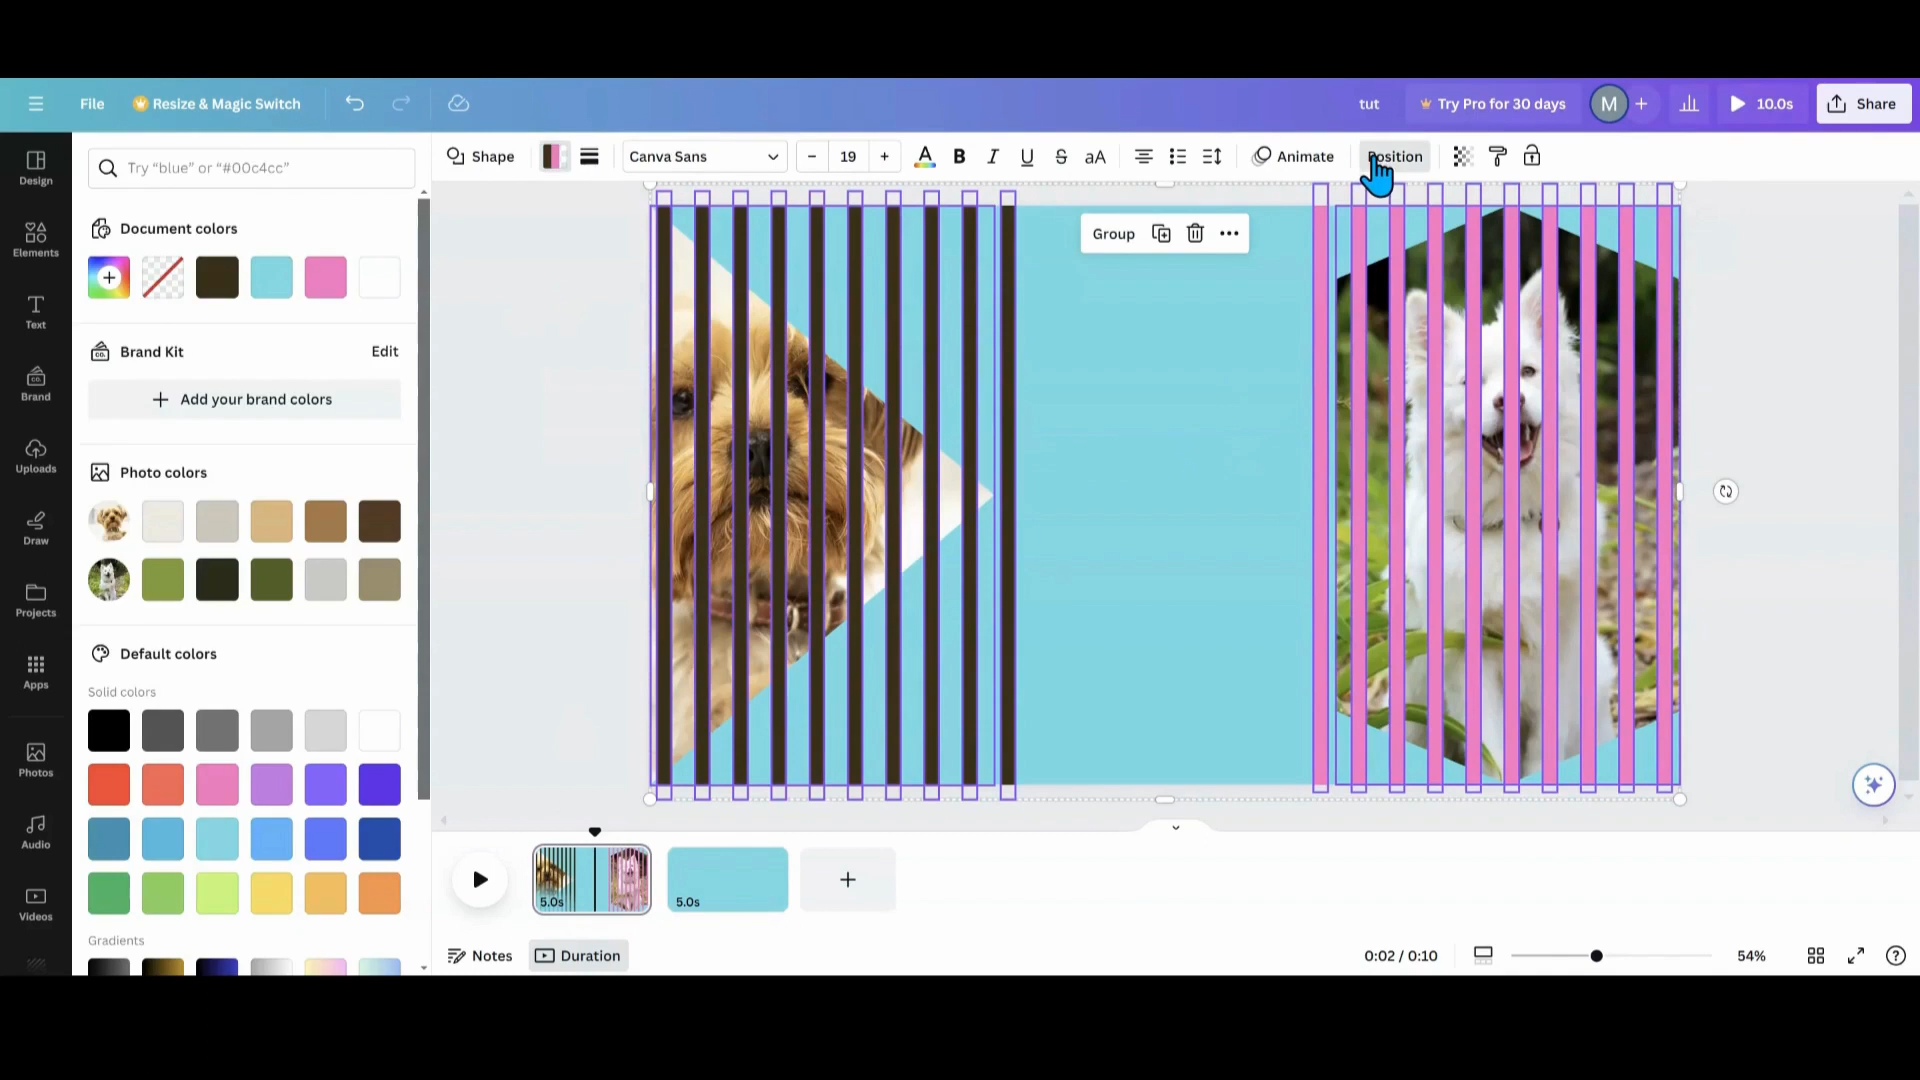 File
Resize & Magic Switch
tut
Try Pro for 30 days
M
10.0s
Share
Design
Elements
Text
Brand
Uploads
Draw
Projects
Apps
Photos
Audio
Videos
Try “blue” or “#00c4cc”
Document colors
Brand Kit
Edit
Add your brand colors
Photo colors
Default colors
Solid colors
Gradients
Shape
Canva Sans
19
A
B
I
U
S
aA
Animate
Position
Group
5.0s
5.0s
Notes
Duration
0:02 / 0:10
54%